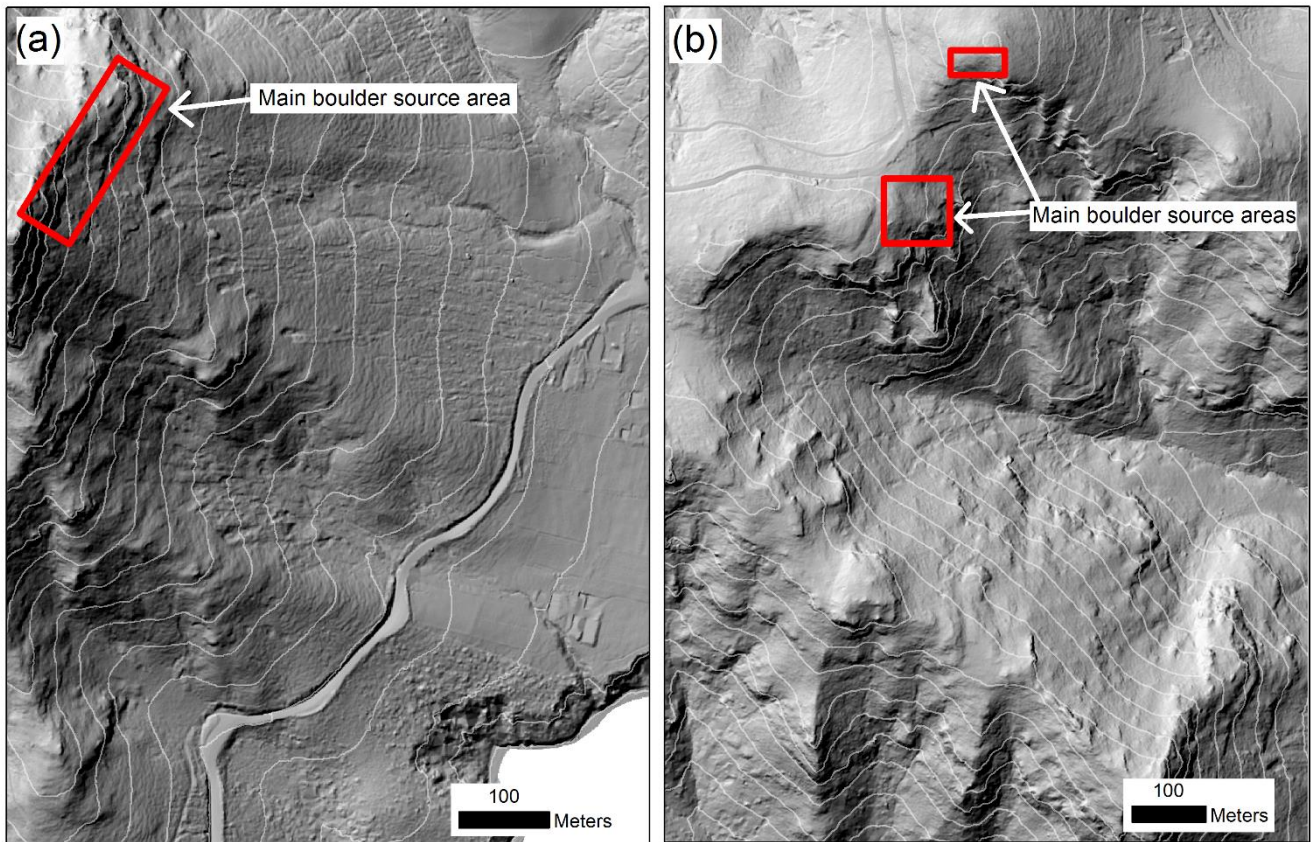 (a)
Main boulder source area
100
Meters
(b)
Main boulder source areas
100
Meters